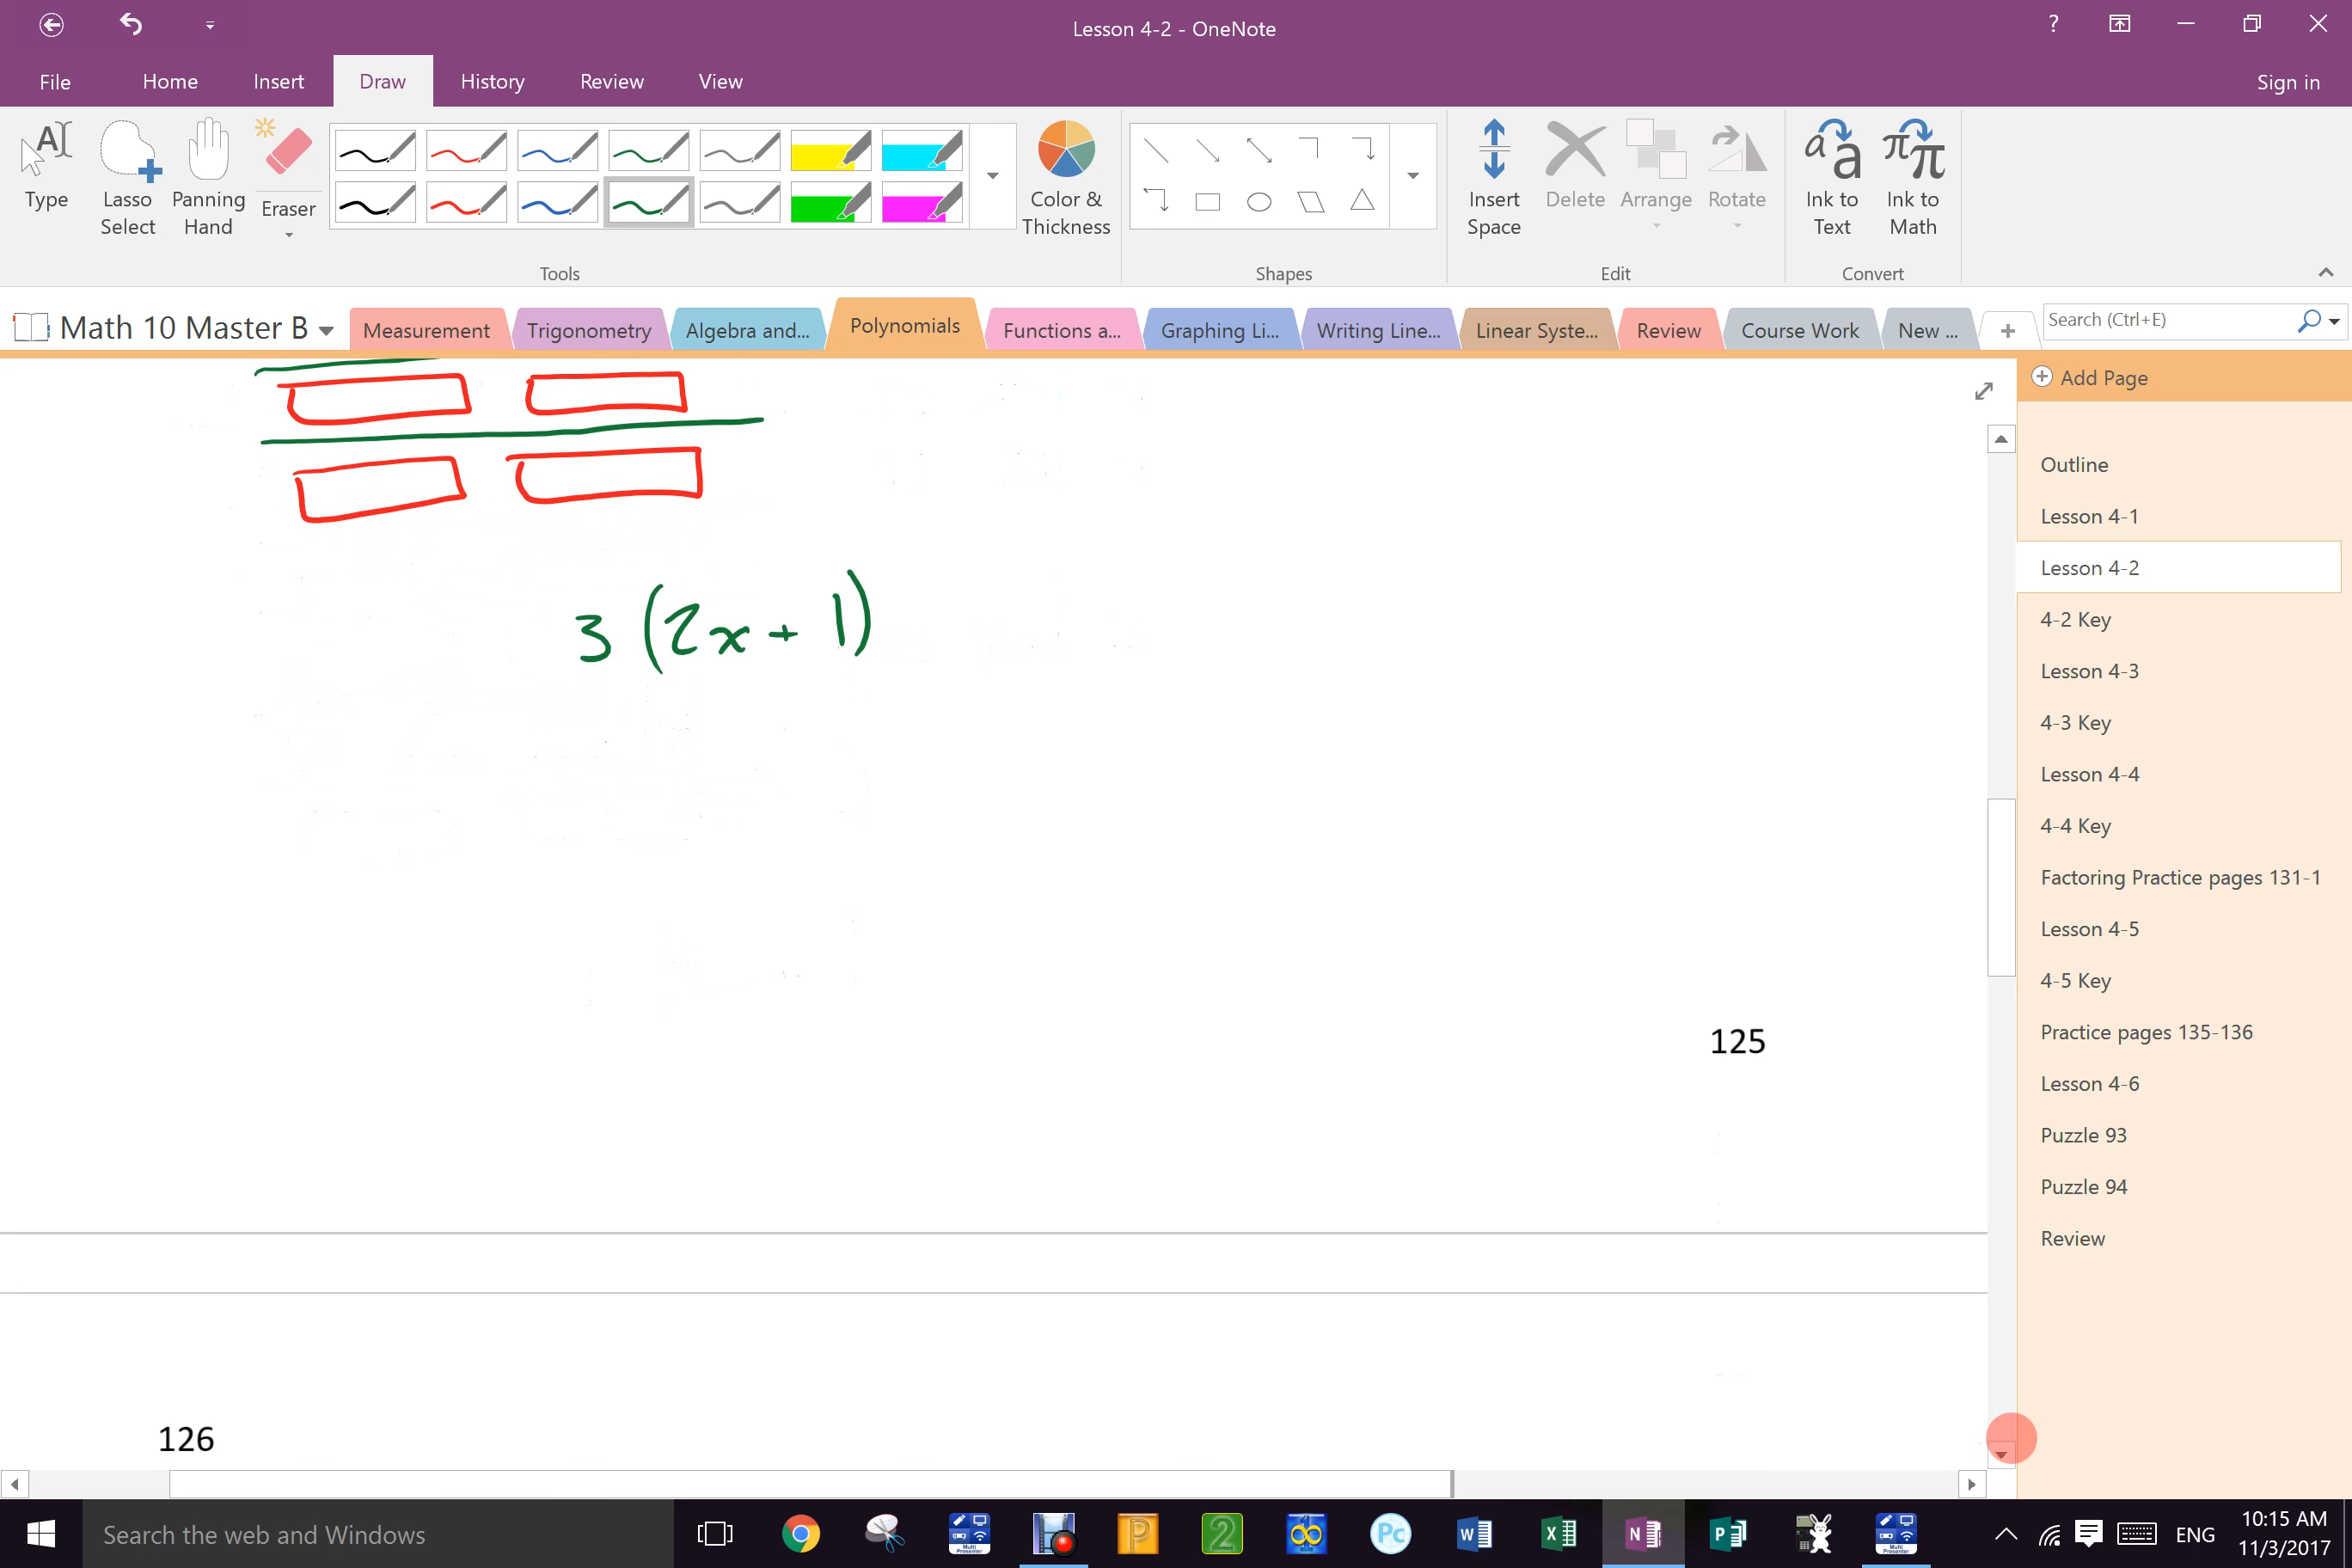 Lesson 4-2 - OneNote
?
File Home Insert Draw History Review View Sign in
A
Type
Lasso Select
Panning Hand
Eraser
Color & Thickness
Insert Space
Delete
Arrange
Rotate
a a
Ink to Text
π π
Ink to Math
Tools Shapes Edit Convert
Math 10 Master B Measurement Trigonometry Algebra and... Polynomials Functions a... Graphing Li... Writing Line... Linear Syste... Review Course Work New ... + Search (Ctrl+E)
Add Page
Outline
Lesson 4-1
Lesson 4-2
4-2 Key
Lesson 4-3
4-3 Key
Lesson 4-4
4-4 Key
Factoring Practice pages 131-1
Lesson 4-5
4-5 Key
Practice pages 135-136
Lesson 4-6
Puzzle 93
Puzzle 94
Review
3 (2x + 1)
125
126
Search the web and Windows
P
2
Pc
W
X
N
P
ENG
10:15 AM
11/3/2017